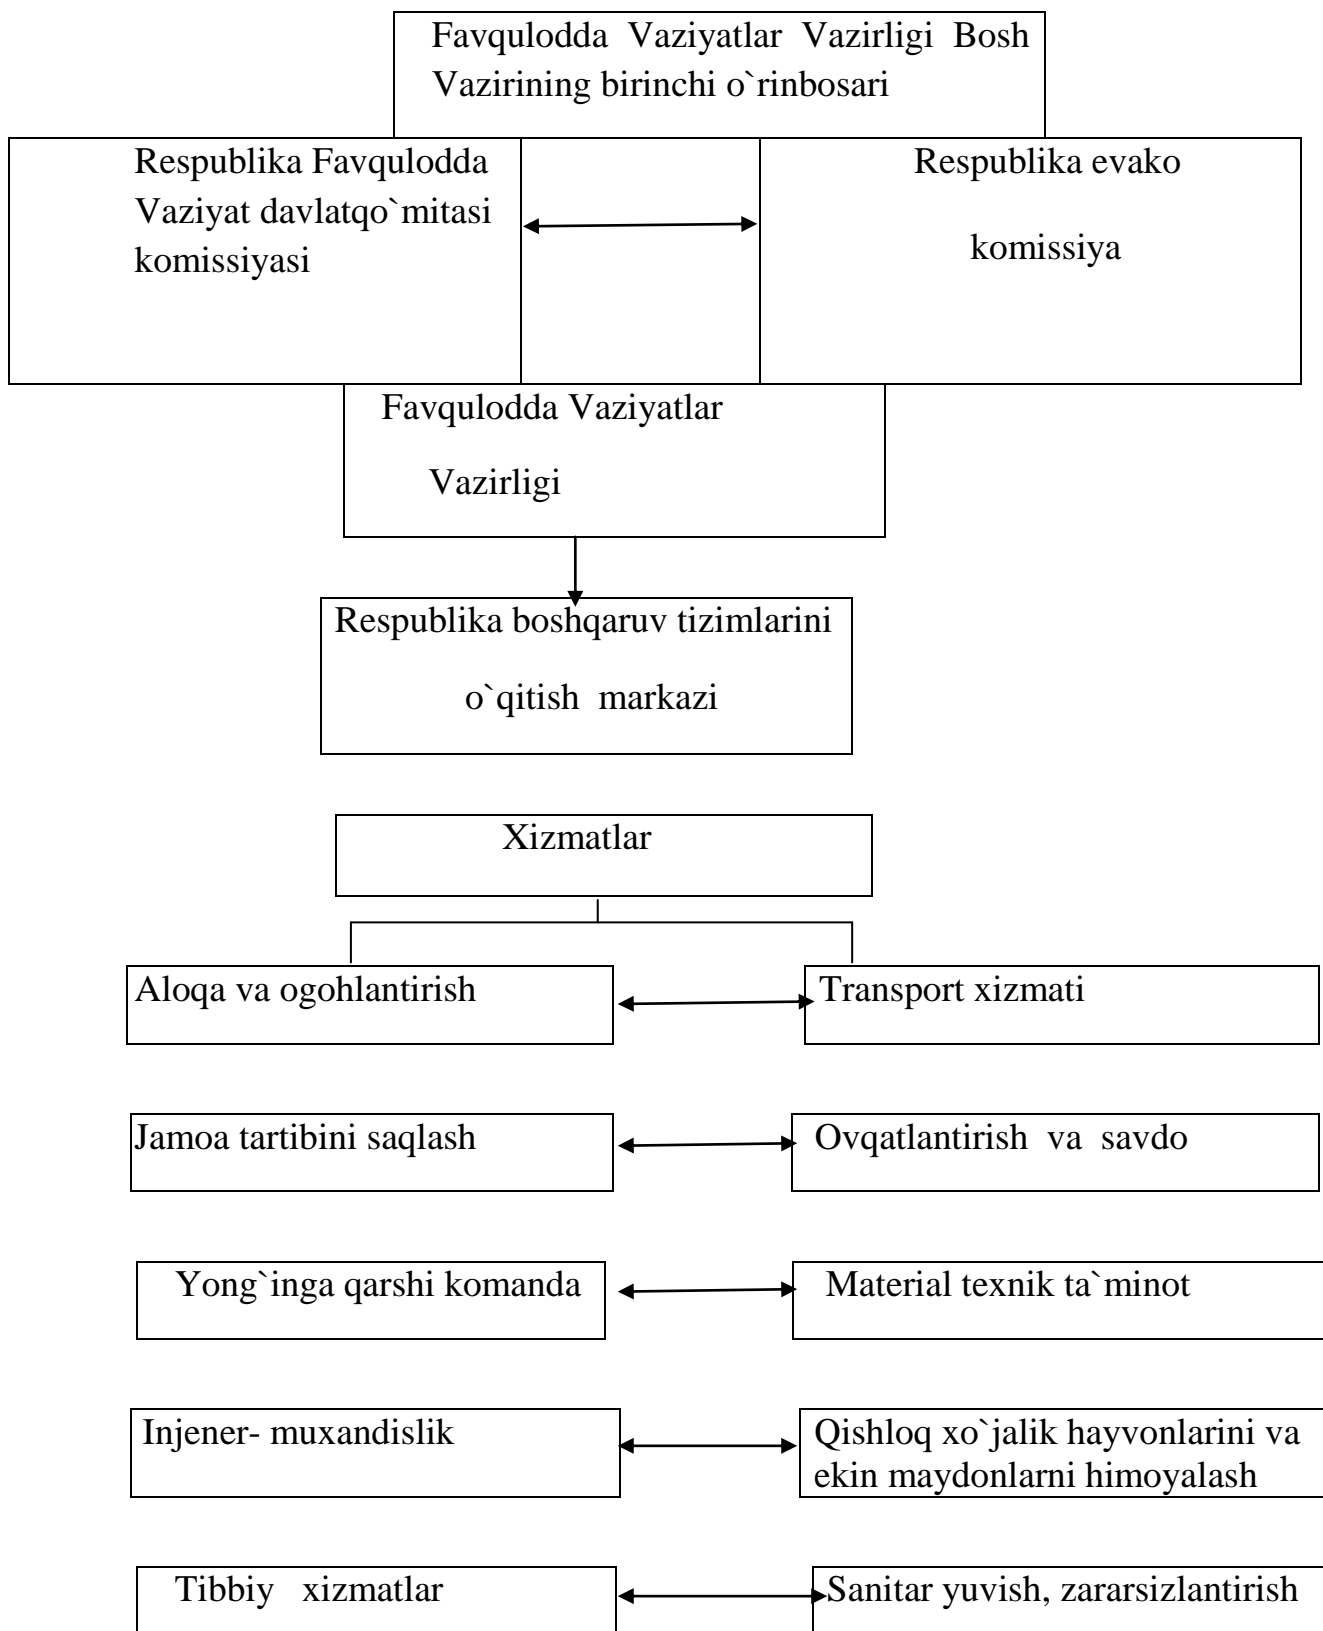 Favqulodda Vaziyatlar Vazirligi Bosh
Vazirining birinchi o`rinbosari
Respublika Favqulodda
Vaziyat davlatqo`mitasi
komissiyasi
Respublika evako
komissiya
Favqulodda Vaziyatlar
Vazirligi
Respublika boshqaruv tizimlarini
o`qitish markazi
Xizmatlar
Aloqa va ogohlantirish
Transport xizmati
Jamoa tartibini saqlash
Ovqatlantirish va savdo
Yong`inga qarshi komanda
Material texnik ta`minot
Injener- muxandislik
Qishloq xo`jalik hayvonlarini va
ekin maydonlarni himoyalash
Tibbiy xizmatlar
Sanitar yuvish, zararsizlantirish